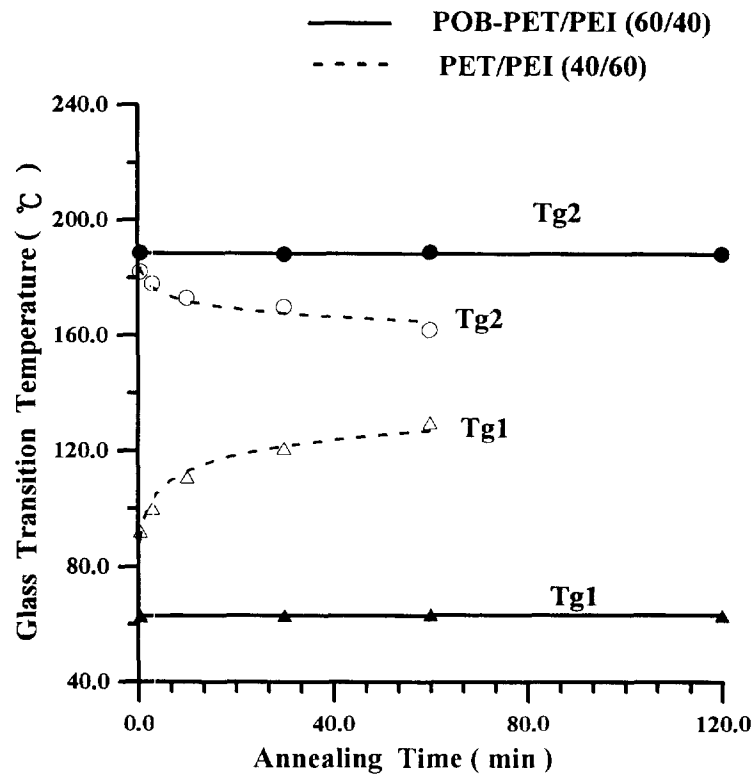 POB-PET/PEI (60/40)
PET/PEI (40/60)
240.0
200.0
160.0
120.0
80.0
40.0
Glass Transition Temperature ( ℃ )
Tg2
Tg2
Tg1
Tg1
0.0
40.0
80.0
120.0
Annealing Time ( min )